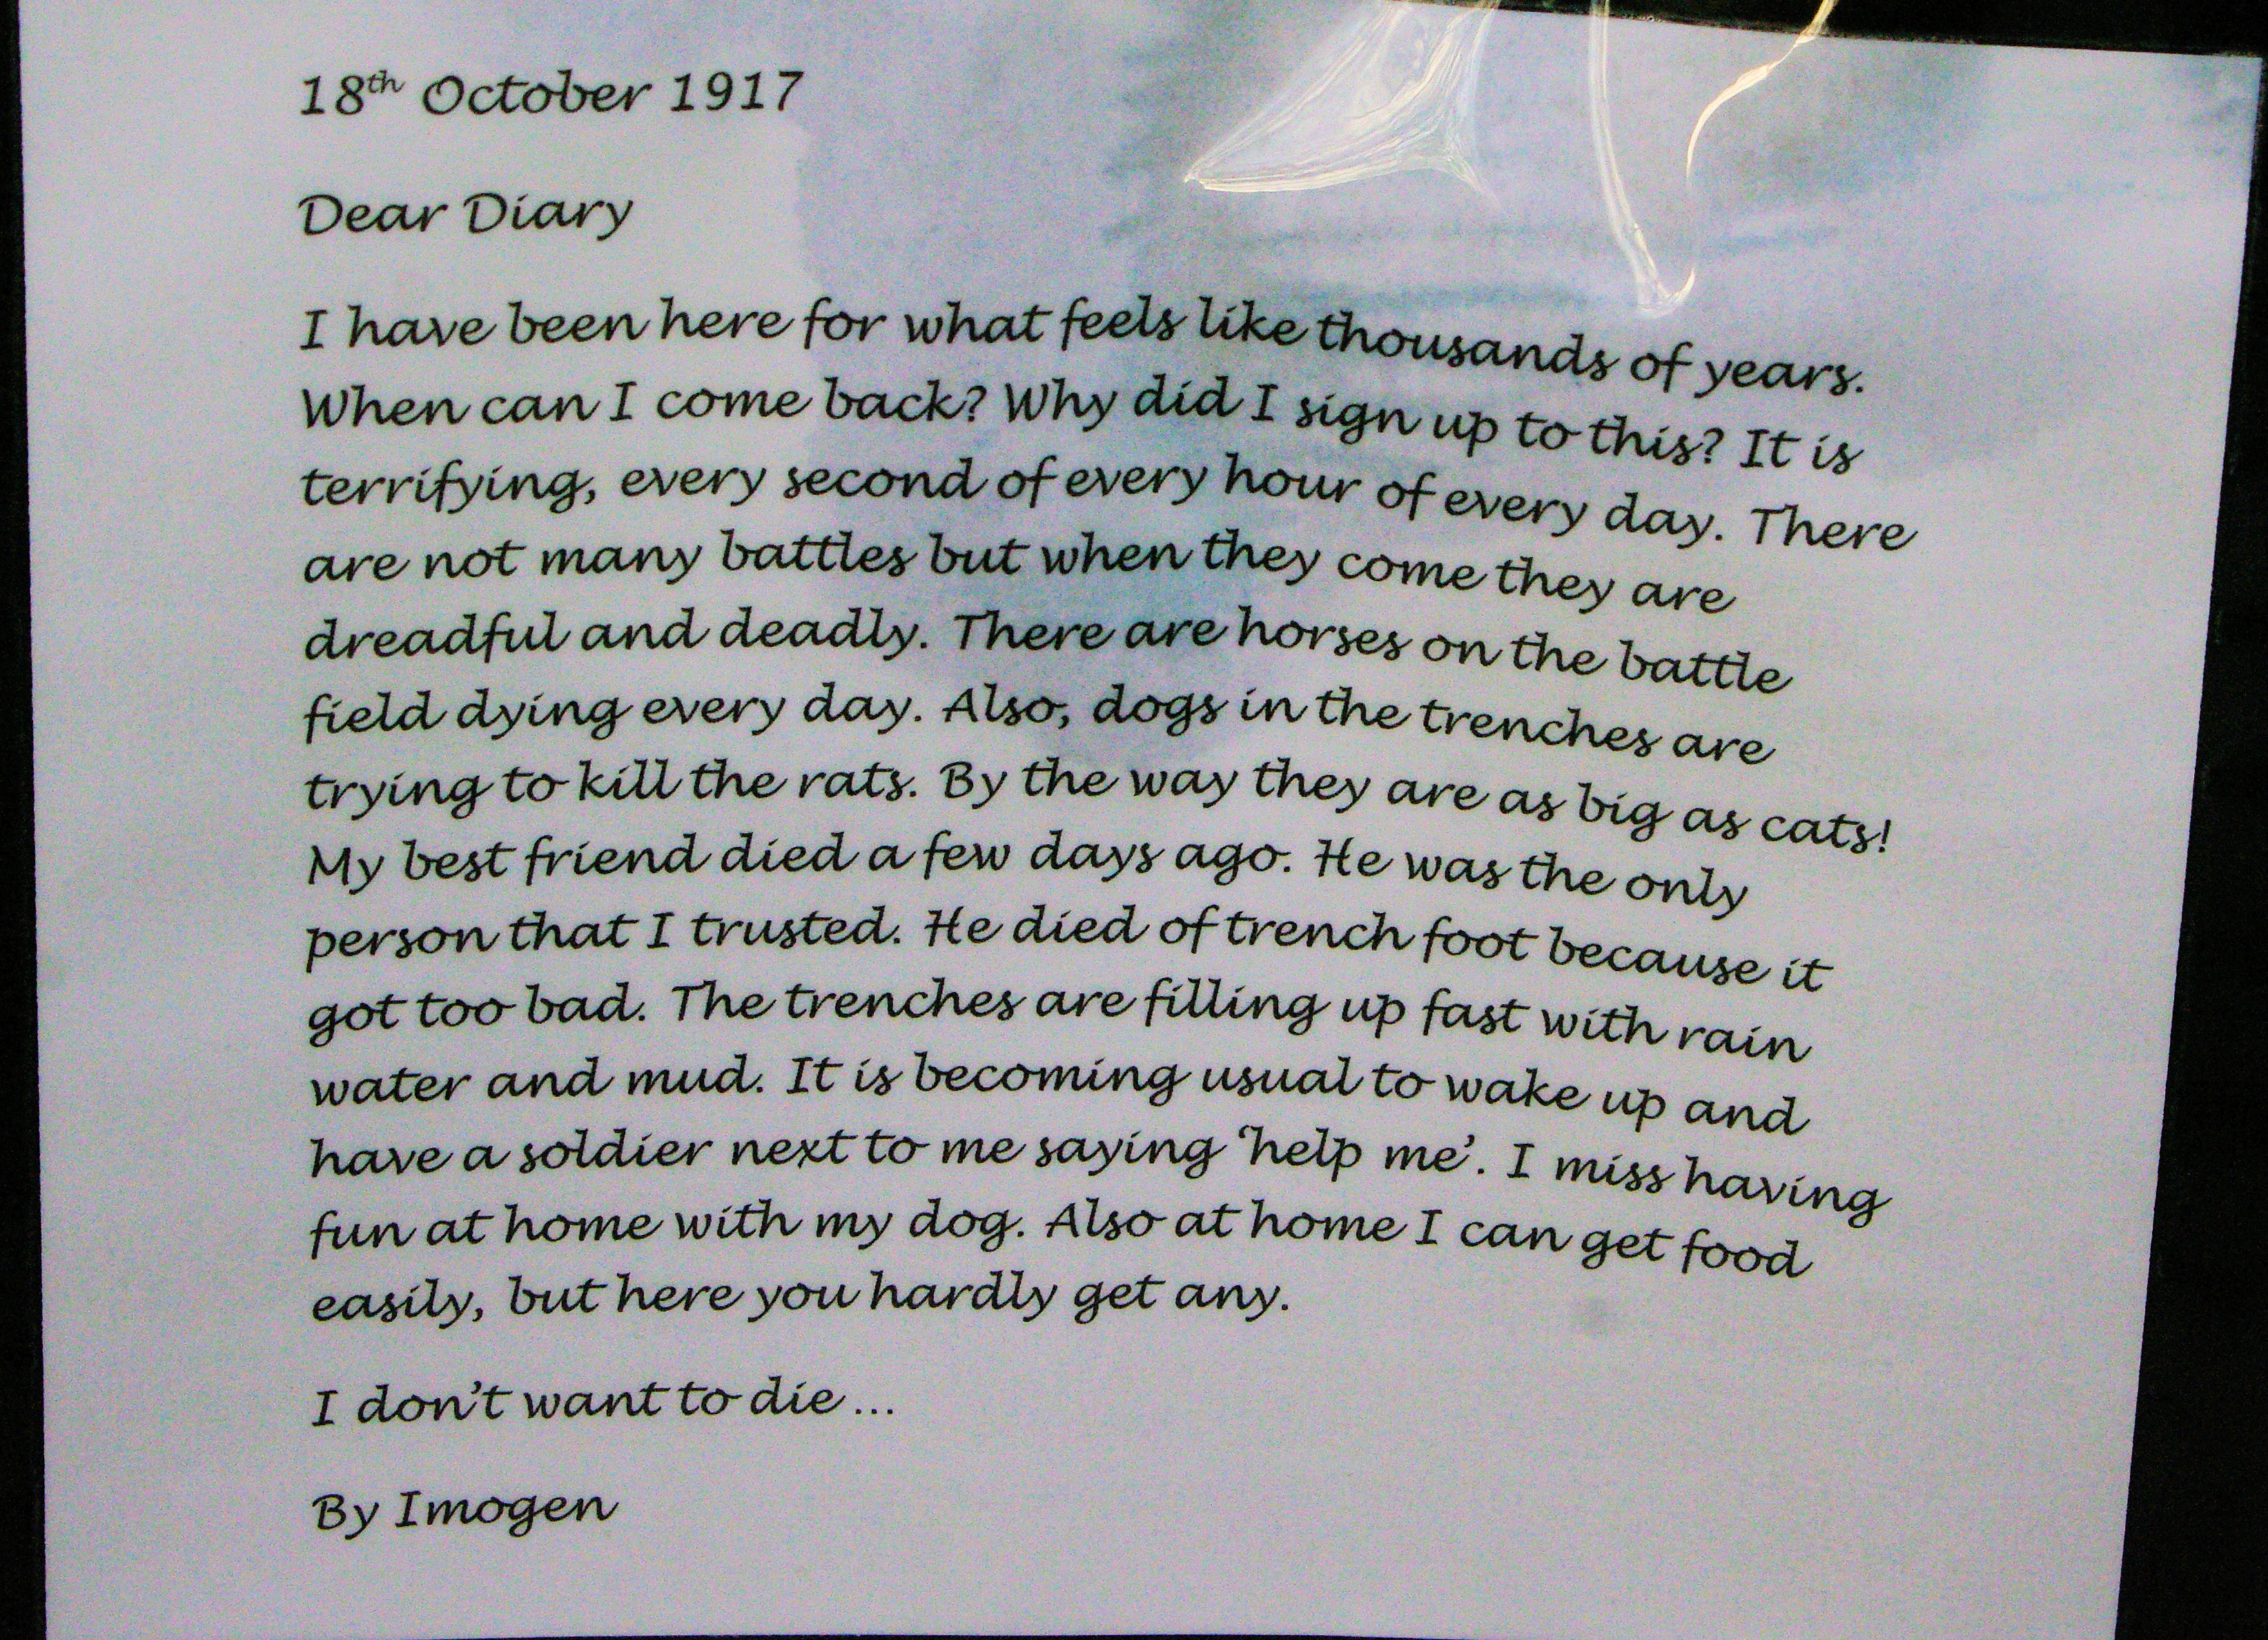 18th October 1917
Dear Diary
I have been here for what feels like thousands of years.
When can I come back? Why did I sign up to this? It is
terrifying, every second of every hour of every day. There
are not many battles but when they come they are
dreadful and deadly. There are horses on the battle
field dying every day. Also, dogs in the trenches are
trying to kill the rats. By the way they are as big as cats!
My best friend died a few days ago. He was the only
person that I trusted. He died of trench foot because it
got too bad. The trenches are filling up fast with rain
water and mud. It is becoming usual to wake up and
have a soldier next to me saying ‘help me’. I miss having
fun at home with my dog. Also at home I can get food
easily, but here you hardly get any.
I don’t want to die...
By Imogen